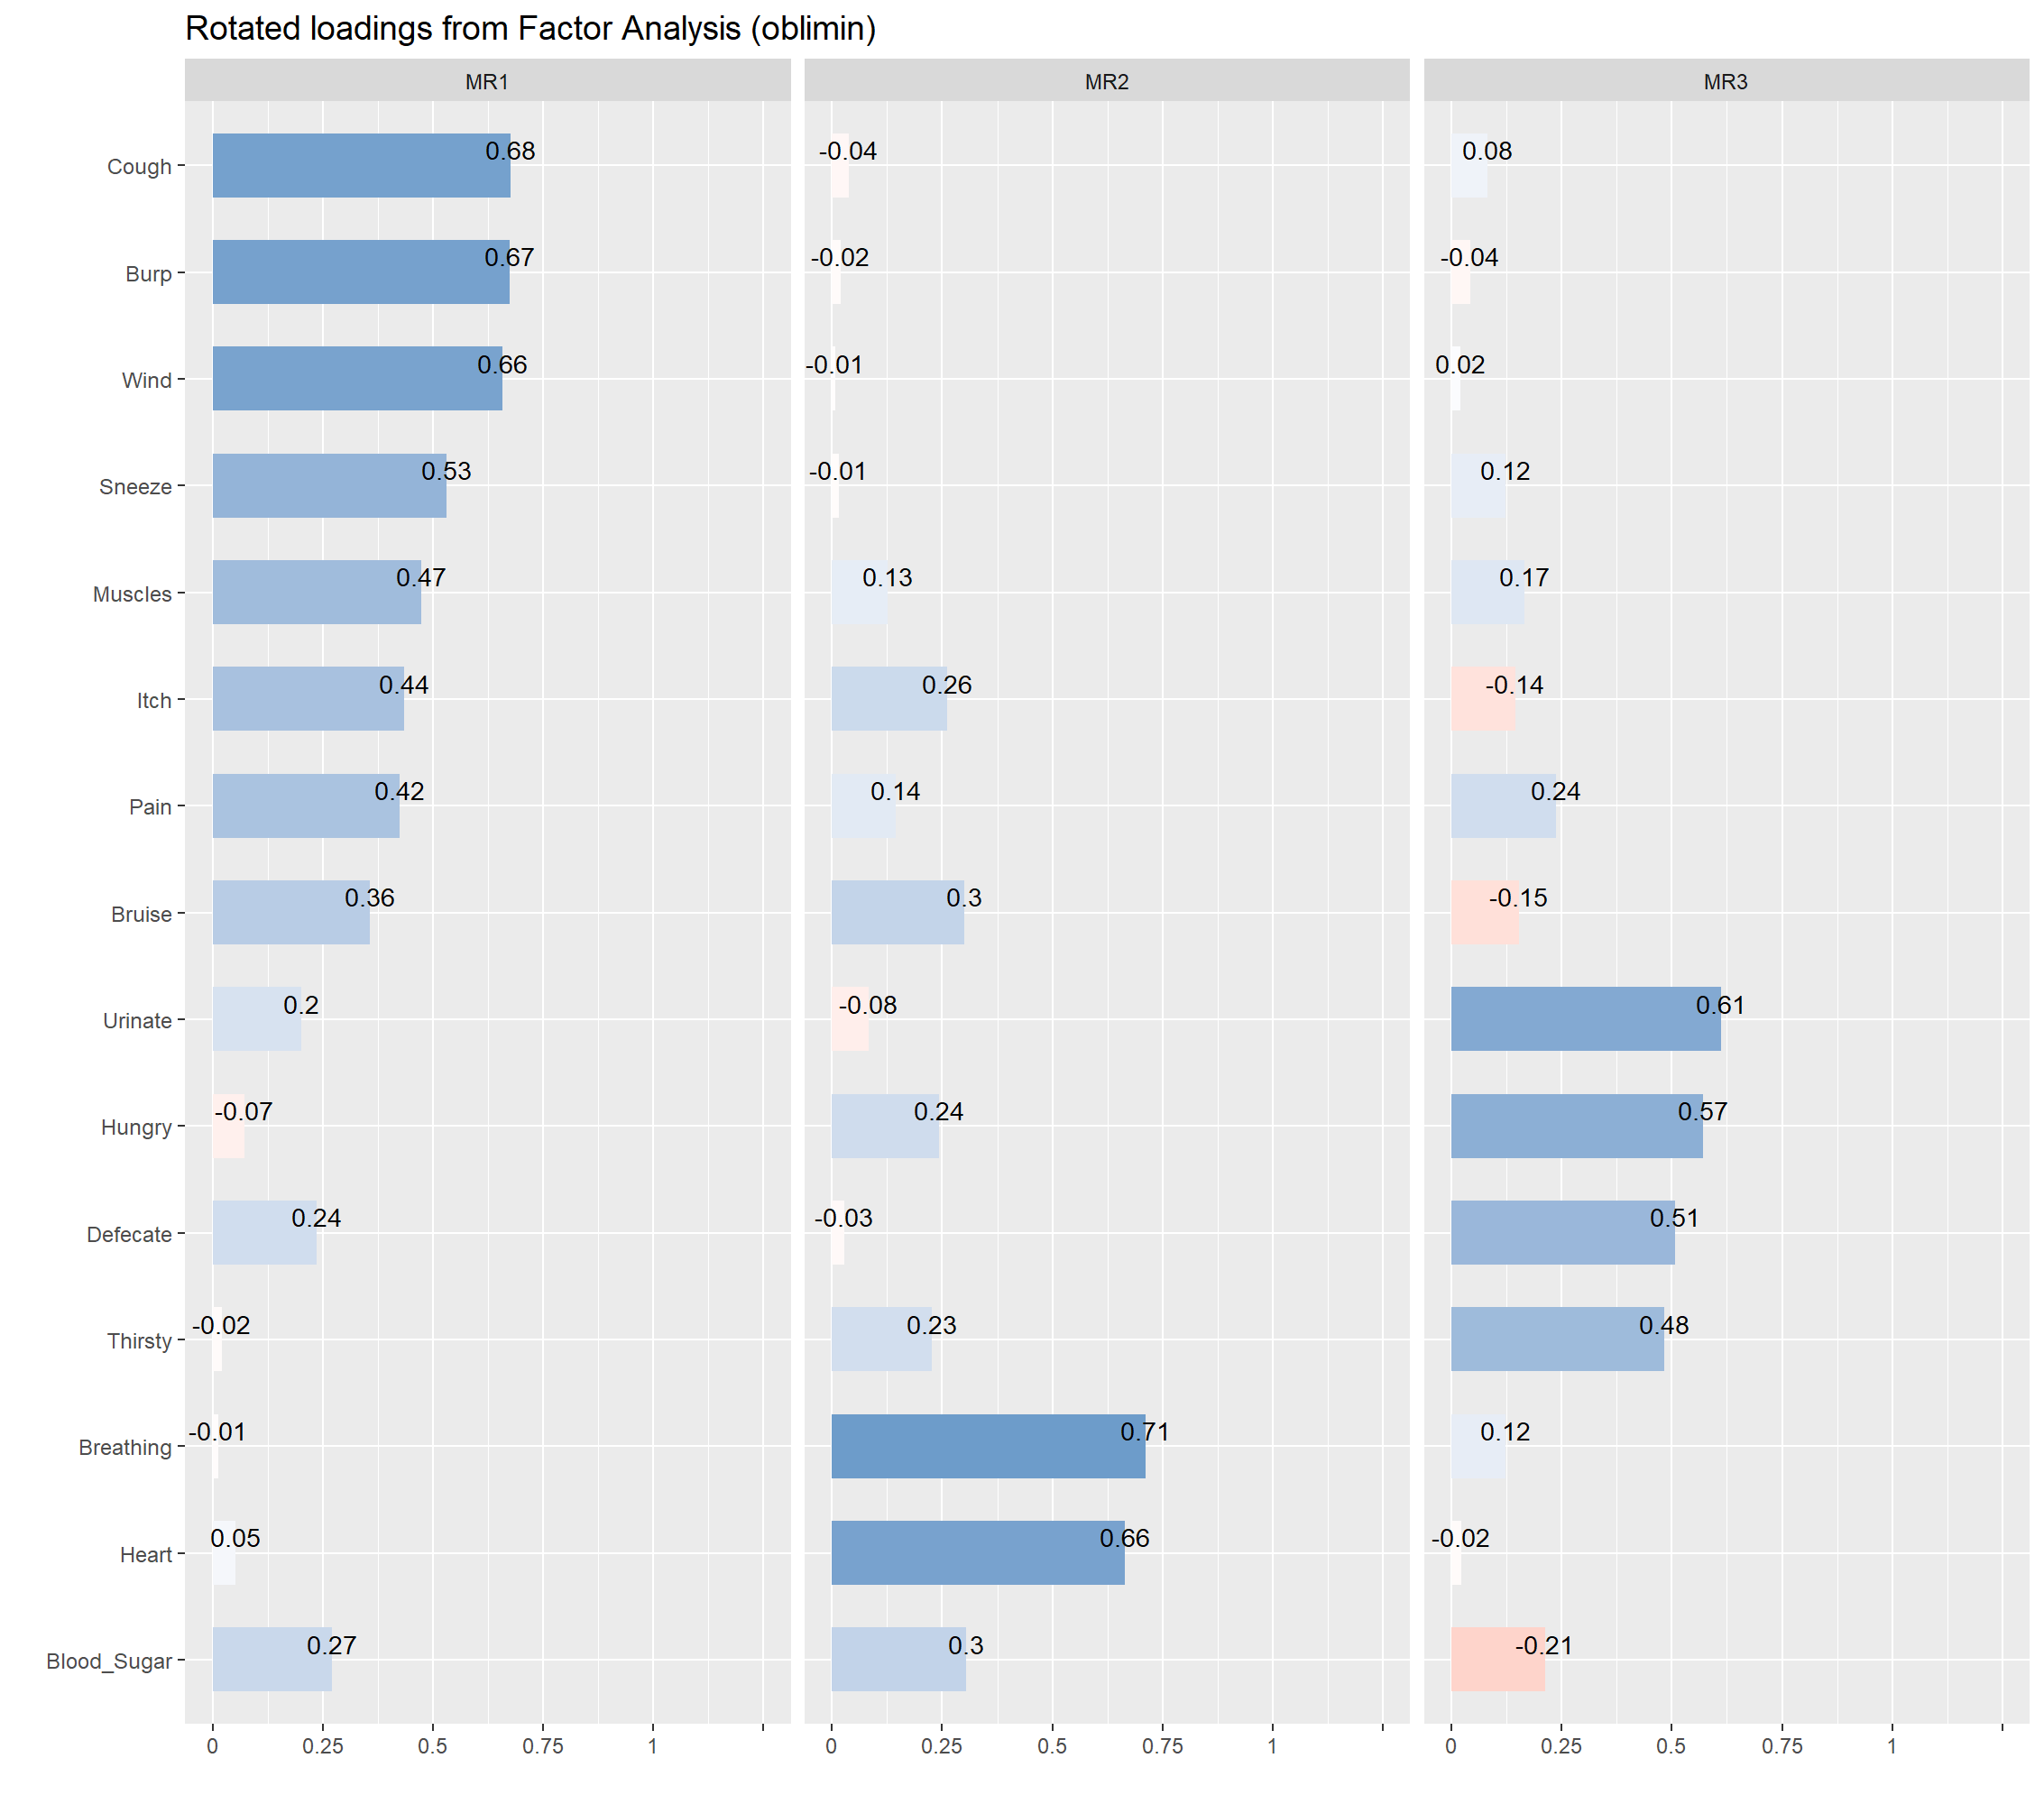 Rotated loadings from Factor Analysis (oblimin)
MR1 MR2 MR3
Cough 0.68 -0.04 0.08
Burp 0.67 -0.02 -0.04
Wind 0.66 -0.01 0.02
Sneeze 0.53 -0.01 0.12
Muscles 0.47 0.13 0.17
Itch 0.44 0.26 -0.14
Pain 0.42 0.14 0.24
Bruise 0.36 0.3 -0.15
Urinate 0.2 -0.08 0.61
Hungry -0.07 0.24 0.57
Defecate 0.24 -0.03 0.51
Thirsty -0.02 0.23 0.48
Breathing -0.01 0.71 0.12
Heart 0.05 0.66 -0.02
Blood_Sugar 0.27 0.3 -0.21
0 0.25 0.5 0.75 1 0 0.25 0.5 0.75 1 0 0.25 0.5 0.75 1